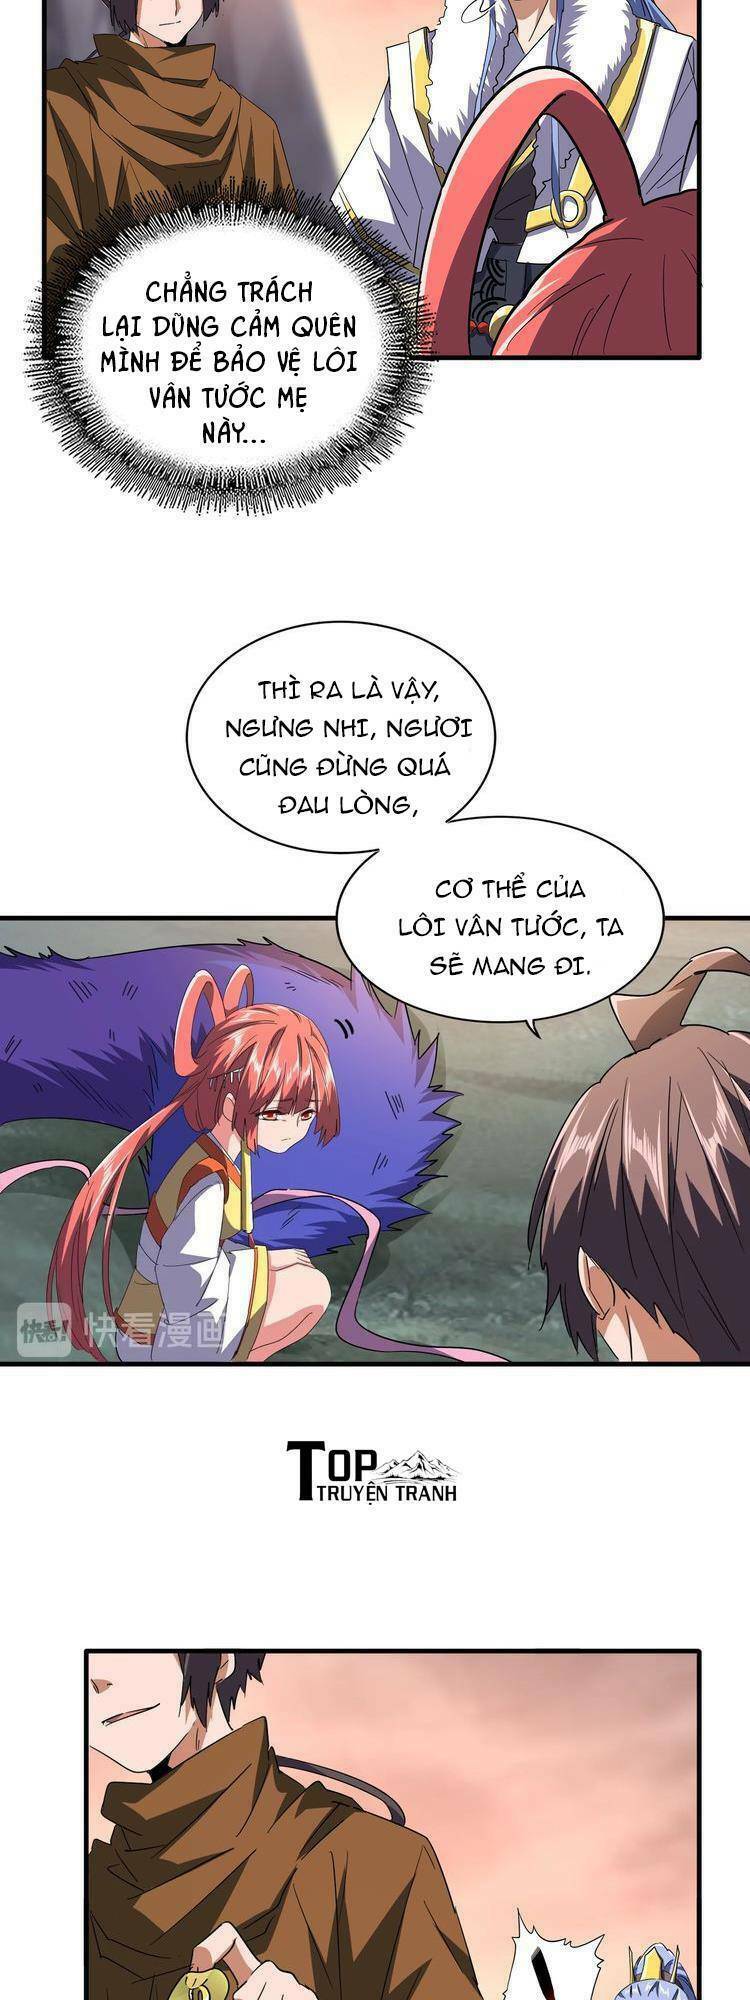 CHẲNG TRÁCH
LẠI DŨNG CẢM QUÊN
MÌNH ĐỂ BẢO VỆ LÔI
VÂN TƯỚC MẸ
NÀY...
THÌ RA LÀ VẬY,
NGƯNG NHI, NGƯƠI
CŨNG ĐỪNG QUÁ
ĐAU LÒNG,
CƠ THỂ CỦA
LÔI VÂN TƯỚC, TA
SẼ MANG ĐI.
快看! 快看漫画
TOP
TRUYỆN TRANH